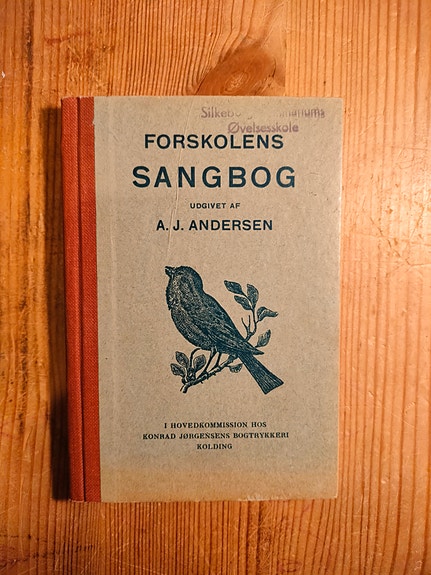 Øvelsesskole
FORSKOLENS
SANGBOG
UDGIVET AF
A. J. ANDERSEN
I HOVEDKOMMISSION HOS
KONRAD JØRGENSENS BOGTRYKKERI
KOLDING